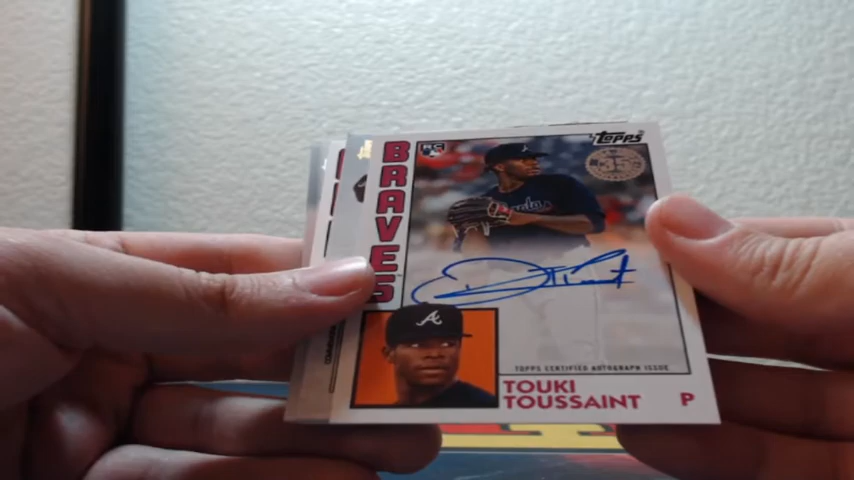 BRAVES
RC
Topps
35
TOPPS CERTIFIED AUTOGRAPH ISSUE
TOUKI
TOUSSAINT
P